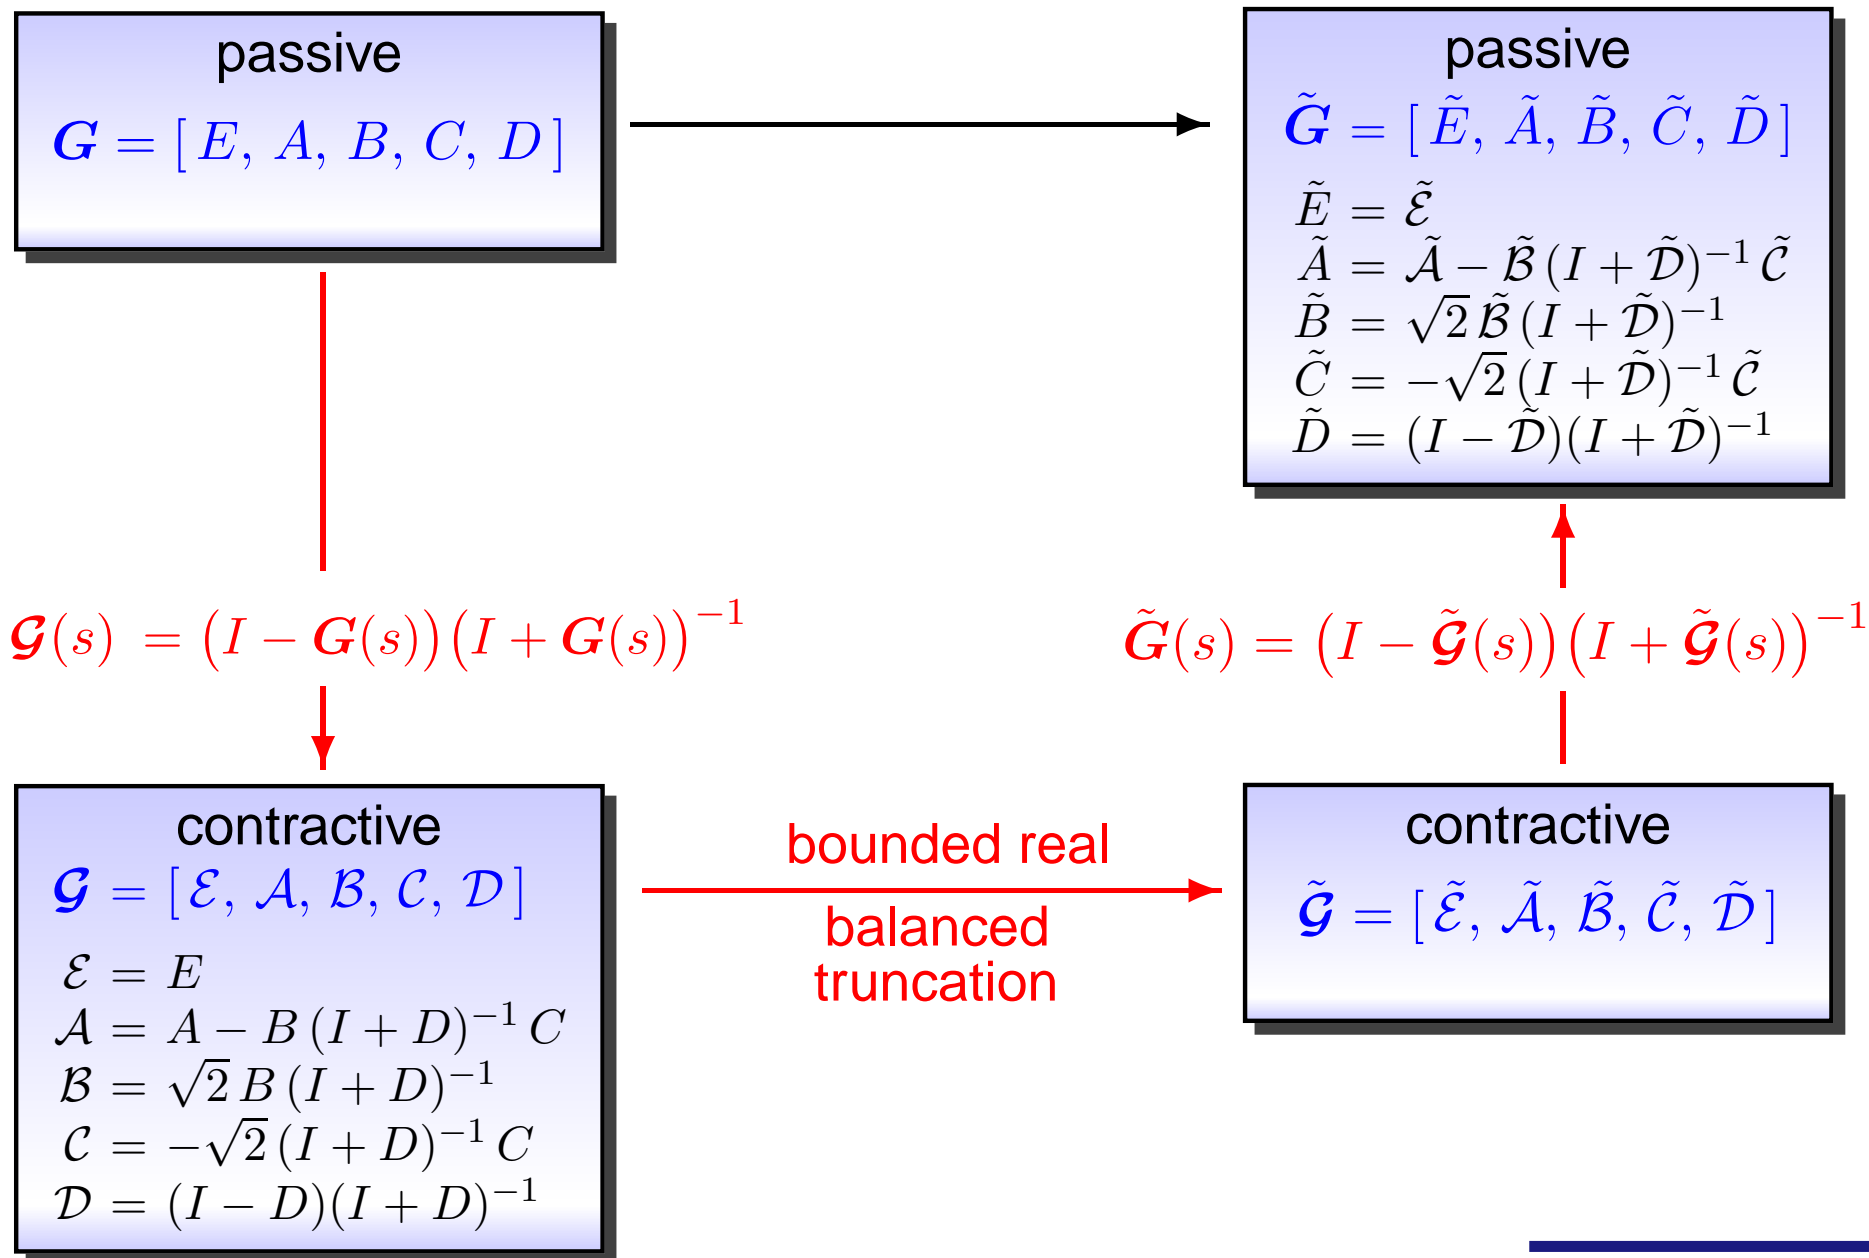 passive
𝑮 = [ E, A, B, C, D ]
passive
𝑮̃ = [ Ẽ, Ã, B̃, C̃, D̃ ]
Ẽ = ℰ̃
Ã = 𝒜̃ − ℬ̃ (I + 𝒟̃)⁻¹ 𝒞̃
B̃ = √2 ℬ̃ (I + 𝒟̃)⁻¹
C̃ = −√2 (I + 𝒟̃)⁻¹ 𝒞̃
D̃ = (I − 𝒟̃)(I + 𝒟̃)⁻¹
𝓖(s) = (I − 𝑮(s))(I + 𝑮(s))⁻¹
𝑮̃(s) = (I − 𝓖̃(s))(I + 𝓖̃(s))⁻¹
contractive
𝓖 = [ ℰ, 𝒜, ℬ, 𝒞, 𝒟 ]
ℰ = E
𝒜 = A − B (I + D)⁻¹ C
ℬ = √2 B (I + D)⁻¹
𝒞 = −√2 (I + D)⁻¹ C
𝒟 = (I − D)(I + D)⁻¹
bounded real
balanced
truncation
contractive
𝓖̃ = [ ℰ̃, 𝒜̃, ℬ̃, 𝒞̃, 𝒟̃ ]